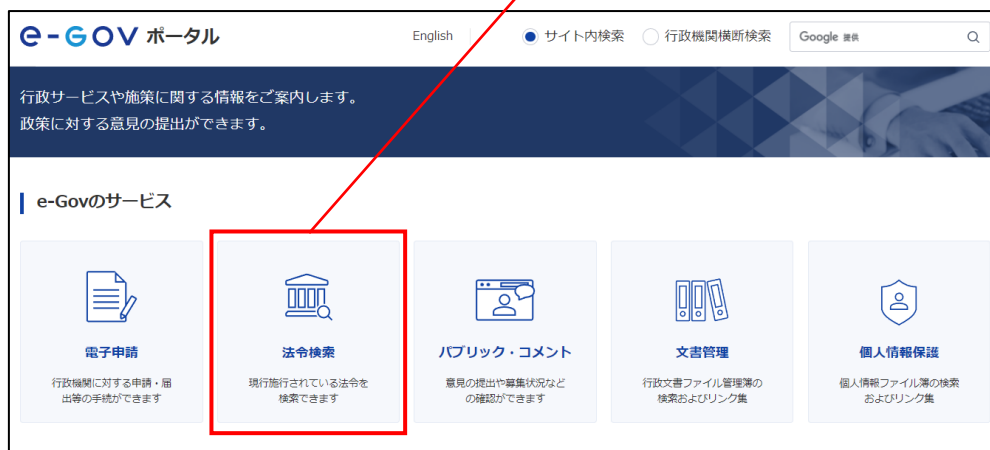 e-GOV ポータル
English
サイト内検索
行政機関横断検索
Google 提供
行政サービスや施策に関する情報をご案内します。
政策に対する意見の提出ができます。
e-Govのサービス
電子申請
行政機関に対する申請・届
出等の手続ができます
法令検索
現行施行されている法令を
検索できます
パブリック・コメント
意見の提出や募集状況など
の確認ができます
文書管理
行政文書ファイル管理簿の
検索およびリンク集
個人情報保護
個人情報ファイル簿の検索
およびリンク集